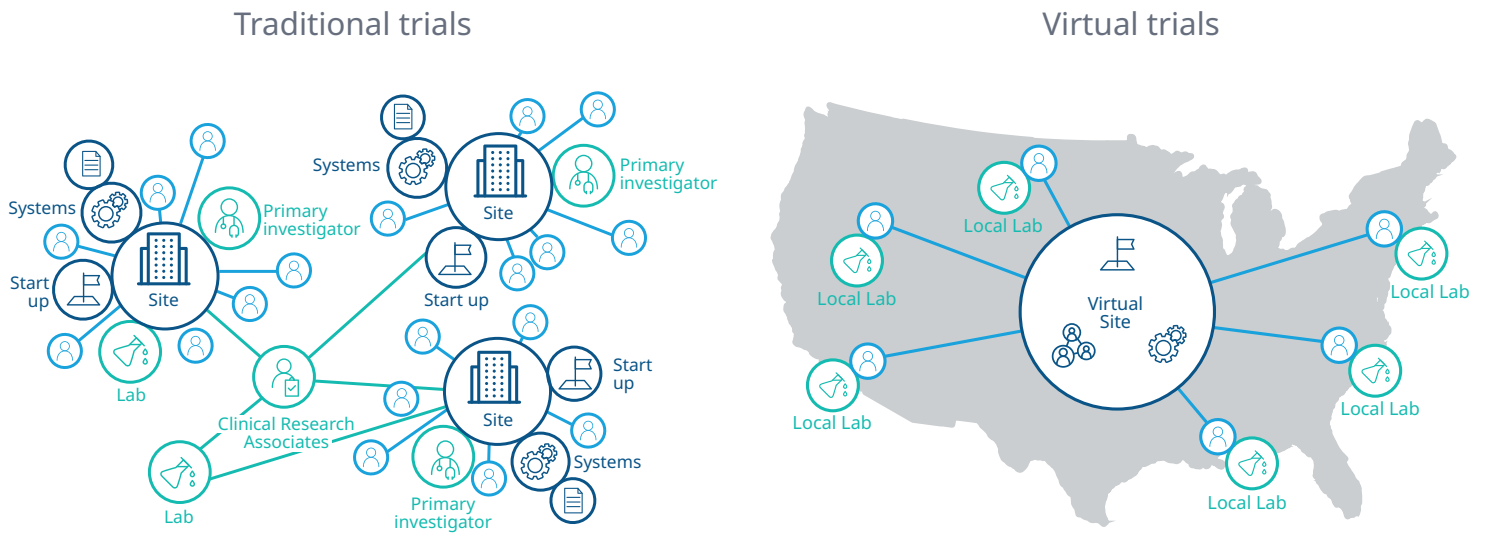 Traditional trials
Systems
Primary
investigator
Start
up
Site
Lab
Systems
Primary
investigator
Site
Start up
Clinical Research
Associates
Lab
Start
up
Site
Systems
Primary
investigator
Virtual trials
Local Lab
Local Lab
Local Lab
Virtual
Site
Local Lab
Local Lab
Local Lab